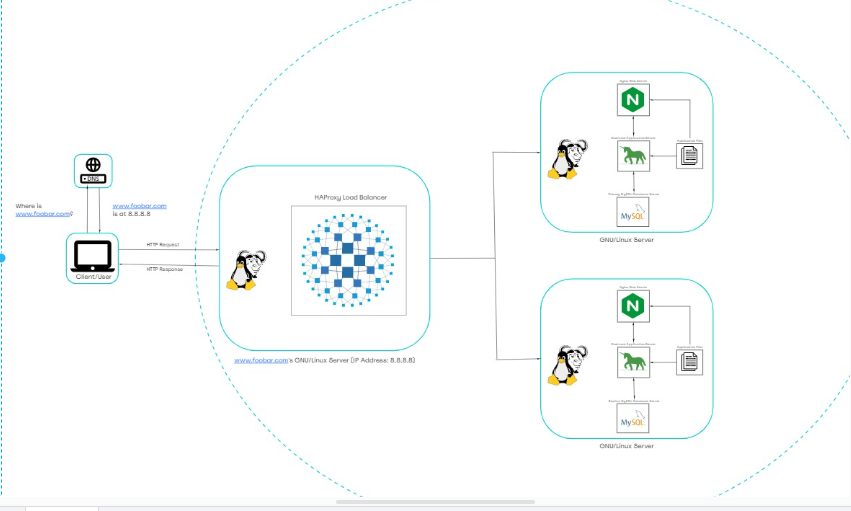 DNS
Where is
www.foobar.com?
www.foobar.com
is at 8.8.8.8
Client/User
HTTP Request
HTTP Response
HAProxy Load Balancer
www.foobar.com's GNU/Linux Server (IP Address: 8.8.8.8)
Nginx Web Server
N
Application Files
MySQL
GNU/Linux Server
Nginx Web Server
N
Application Files
MySQL
GNU/Linux Server